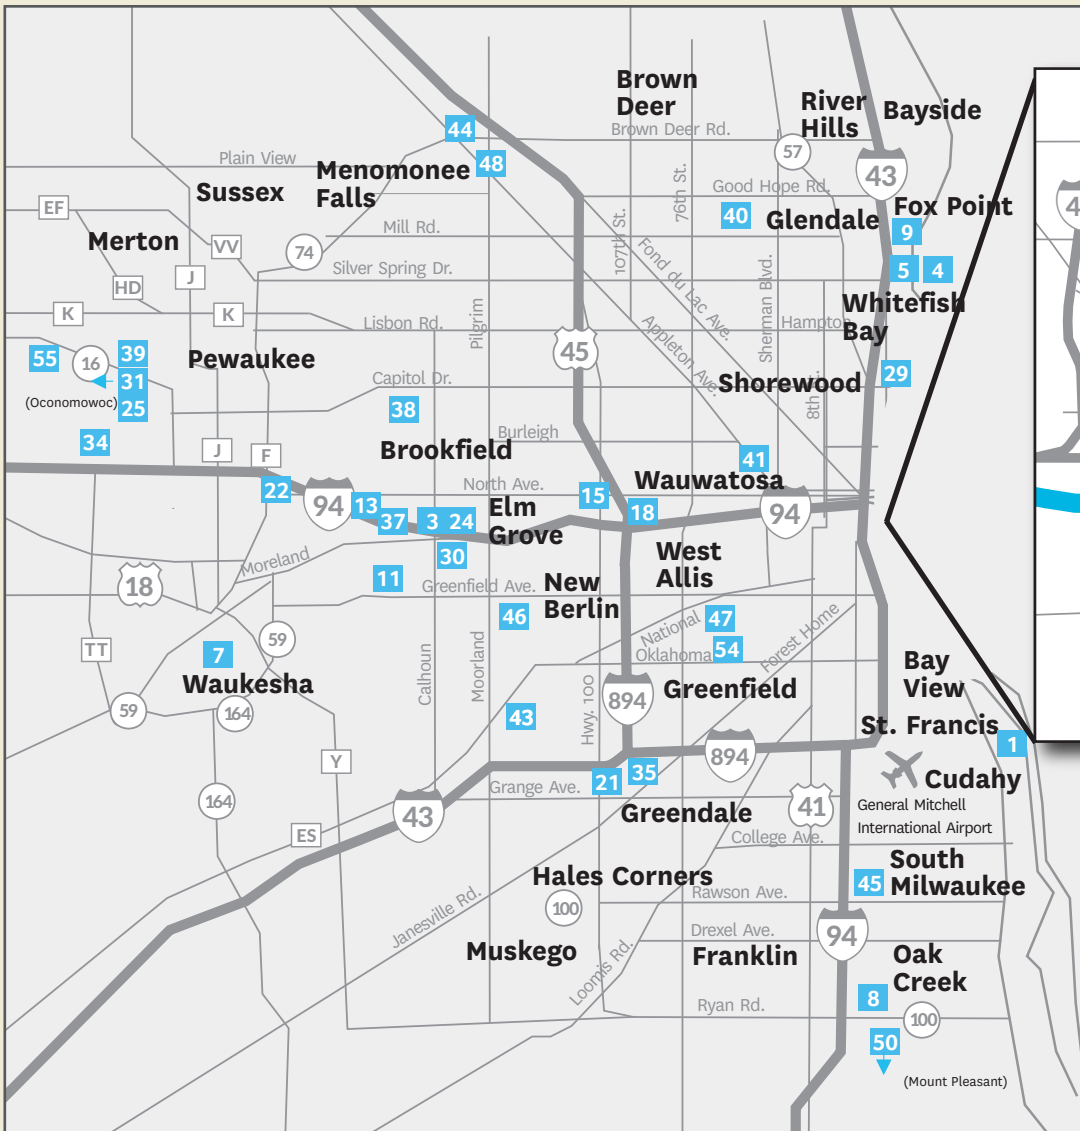 Brown
Deer
River
Hills
Bayside
44
Brown Deer Rd.
57
Plain View
Menomonee
Falls
48
43
4
Sussex
Good Hope Rd.
76th St.
EF
40
Glendale
Fox Point
9
Merton
VV
74
Mill Rd.
107th St.
Fond du Lac Ave.
J
Silver Spring Dr.
5
4
HD
Sherman Blvd.
Whitefish
Bay
K
K
Lisbon Rd.
Pilgrim
Hampton
Appleton Ave.
45
55
16
39
Pewaukee
31
(Oconomowoc)
25
Capitol Dr.
Shorewood
29
38
8th St.
34
J
F
Burleigh
Brookfield
41
22
North Ave.
Wauwatosa
94
13
37
3
24
Elm
Grove
15
18
94
30
West
Allis
Moreland
18
11
Greenfield Ave.
New
Berlin
46
National
47
Forest Home
59
TT
7
Oklahoma
54
Waukesha
Calhoun
Moorland
Hwy. 100
Bay
View
59
164
894
Greenfield
43
St. Francis
1
Y
894
21
35
Cudahy
164
43
Grange Ave.
41
General Mitchell
International Airport
Greendale
ES
College Ave.
South
Milwaukee
45
Hales Corners
Rawson Ave.
100
Janesville Rd.
Drexel Ave.
94
Muskego
Franklin
Oak
Creek
Loomis Rd.
8
Ryan Rd.
100
50
(Mount Pleasant)